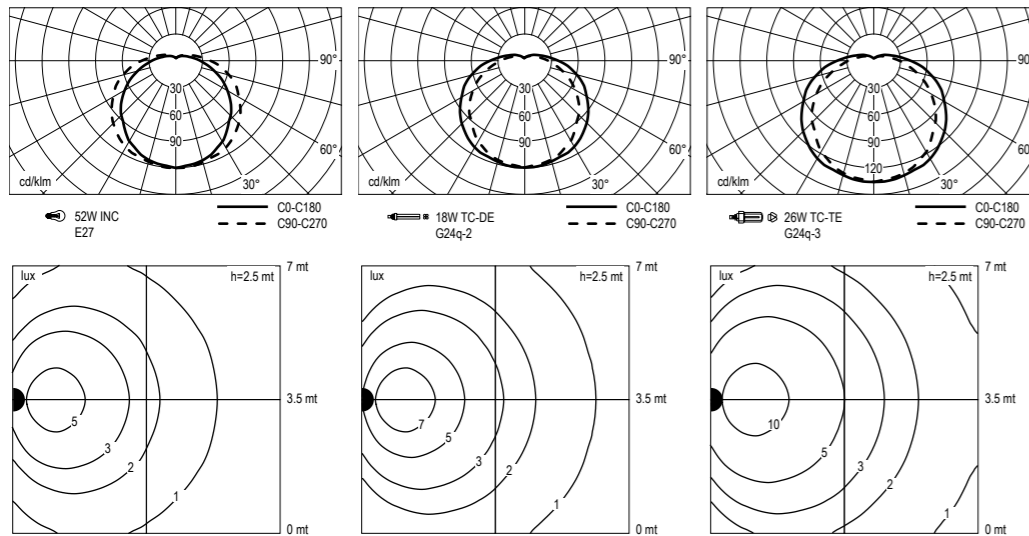 90°
30
60
90
60°
30°
cd/klm
90°
30
60
90
60°
30°
cd/klm
90°
30
60
90
120
60°
30°
cd/klm
52W INC
E27
C0-C180
C90-C270
18W TC-DE
G24q-2
C0-C180
C90-C270
26W TC-TE
G24q-3
C0-C180
C90-C270
lux
h=2.5 mt
7 mt
3.5 mt
0 mt
5
3
2
1
lux
h=2.5 mt
7 mt
3.5 mt
0 mt
7
5
3
2
1
lux
h=2.5 mt
7 mt
3.5 mt
0 mt
10
5
3
2
1